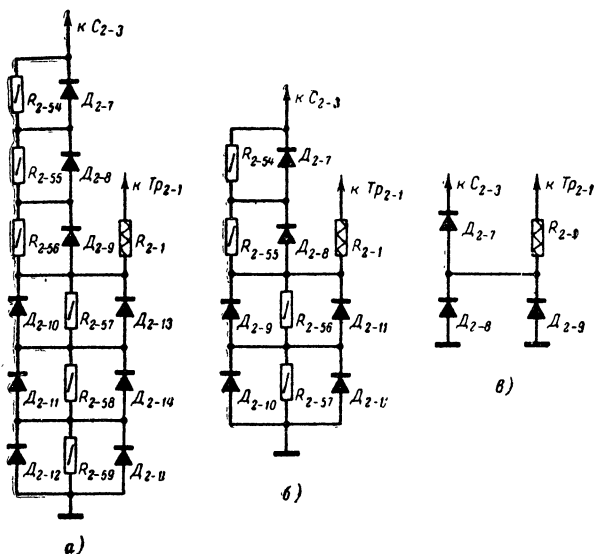 к C₂₋₃
R₂₋₅₄ Д₂₋₇
R₂₋₅₅ Д₂₋₈ к Тр₂₋₁
R₂₋₅₆ Д₂₋₉ R₂₋₁
Д₂₋₁₀ R₂₋₅₇ Д₂₋₁₃
Д₂₋₁₁ R₂₋₅₈ Д₂₋₁₄
Д₂₋₁₂ R₂₋₅₉
а)
к C₂₋₃
R₂₋₅₄ Д₂₋₇ к Тр₂₋₁
R₂₋₅₅ Д₂₋₈ R₂₋₁
Д₂₋₉ R₂₋₅₆ Д₂₋₁₁
Д₂₋₁₀ R₂₋₅₇
б)
к C₂₋₃ к Тр₂₋₁
Д₂₋₇
Д₂₋₈ Д₂₋₉
в)